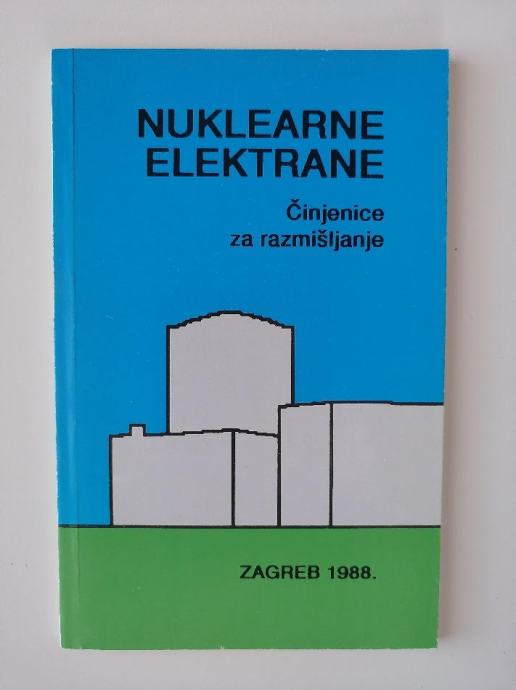 NUKLEARNE
ELEKTRANE
Činjenice
za razmišljanje
ZAGREB 1988.